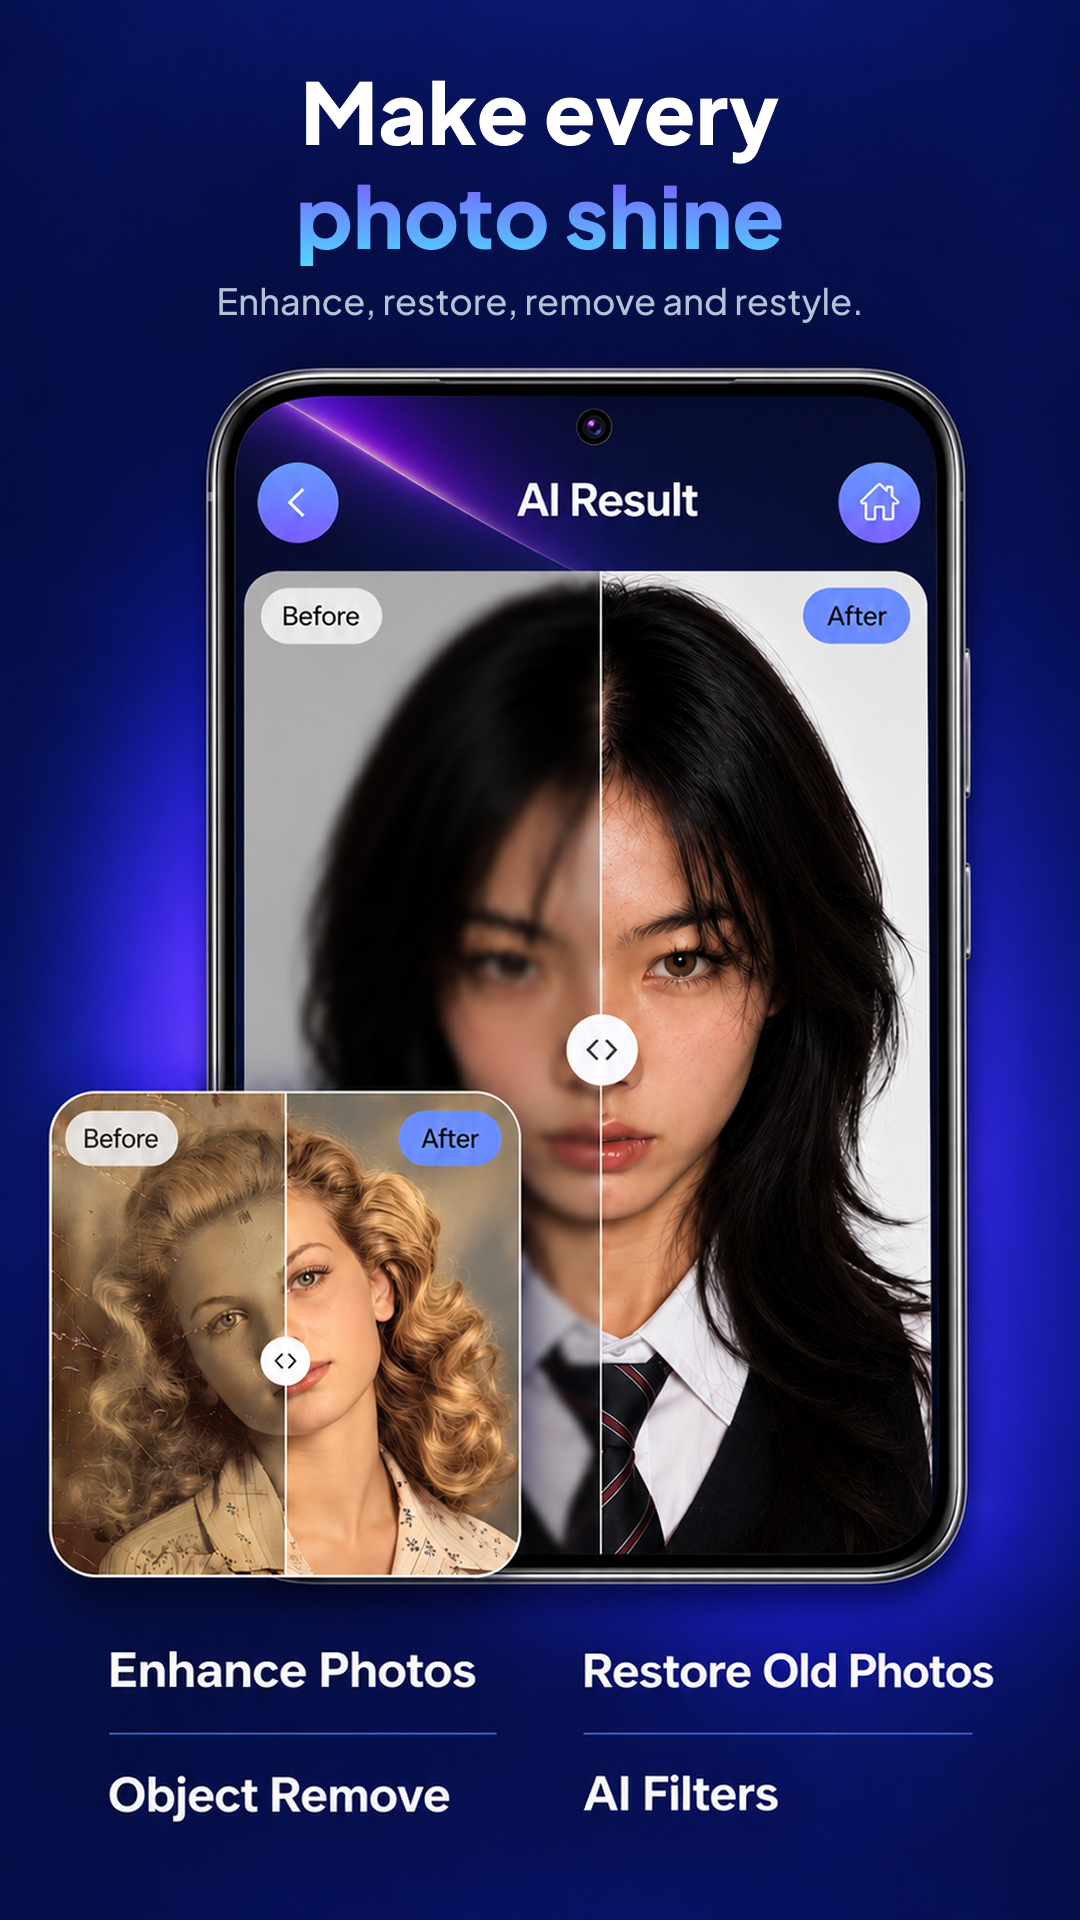 Make every
photo shine
Enhance, restore, remove and restyle.
AI Result
Before
After
Before
After
Enhance Photos
Restore Old Photos
Object Remove
AI Filters